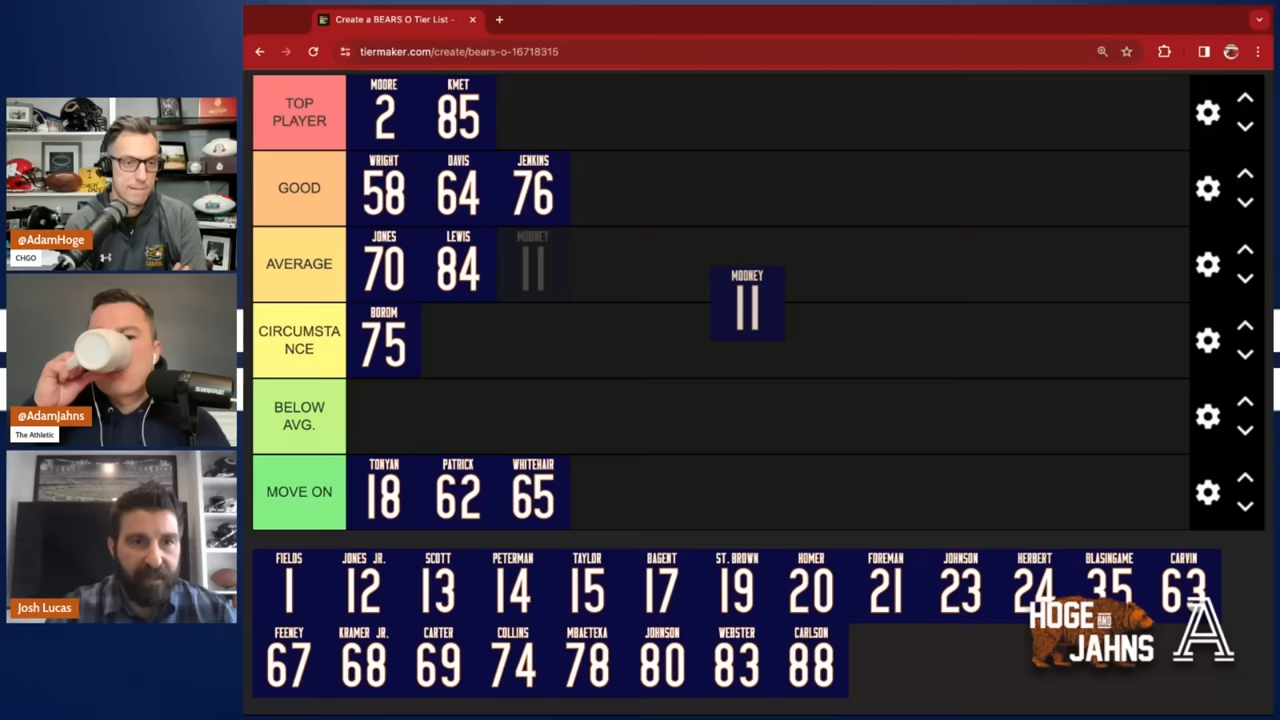 Create a BEARS O Tier List -
tiermaker.com/create/bears-o-16718315
TOP PLAYER
MOORE 2
KMET 85
GOOD
WRIGHT 58
DAVIS 64
JENKINS 76
AVERAGE
JONES 70
LEWIS 84
MOONEY 11
MOONEY 11
CIRCUMSTA
NCE
BOROM 75
BELOW AVG.
MOVE ON
TONYAN 18
PATRICK 62
WHITEHAIR 65
FIELDS 1
JONES JR. 12
SCOTT 13
PETERMAN 14
TAYLOR 15
BAGENT 17
ST. BROWN 19
HOMER 20
FOREMAN 21
JOHNSON 23
HERBERT 24
BLASINGAME 35
CARVIN 63
FEENEY 67
KRAMER JR. 68
CARTER 69
COLLINS 74
MBAETEKA 78
JOHNSON 80
WEBSTER 83
CARLSON 88
@AdamHoge
CHGO
@AdamJahns
The Athletic
Josh Lucas
HOGE AND JAHNS
A